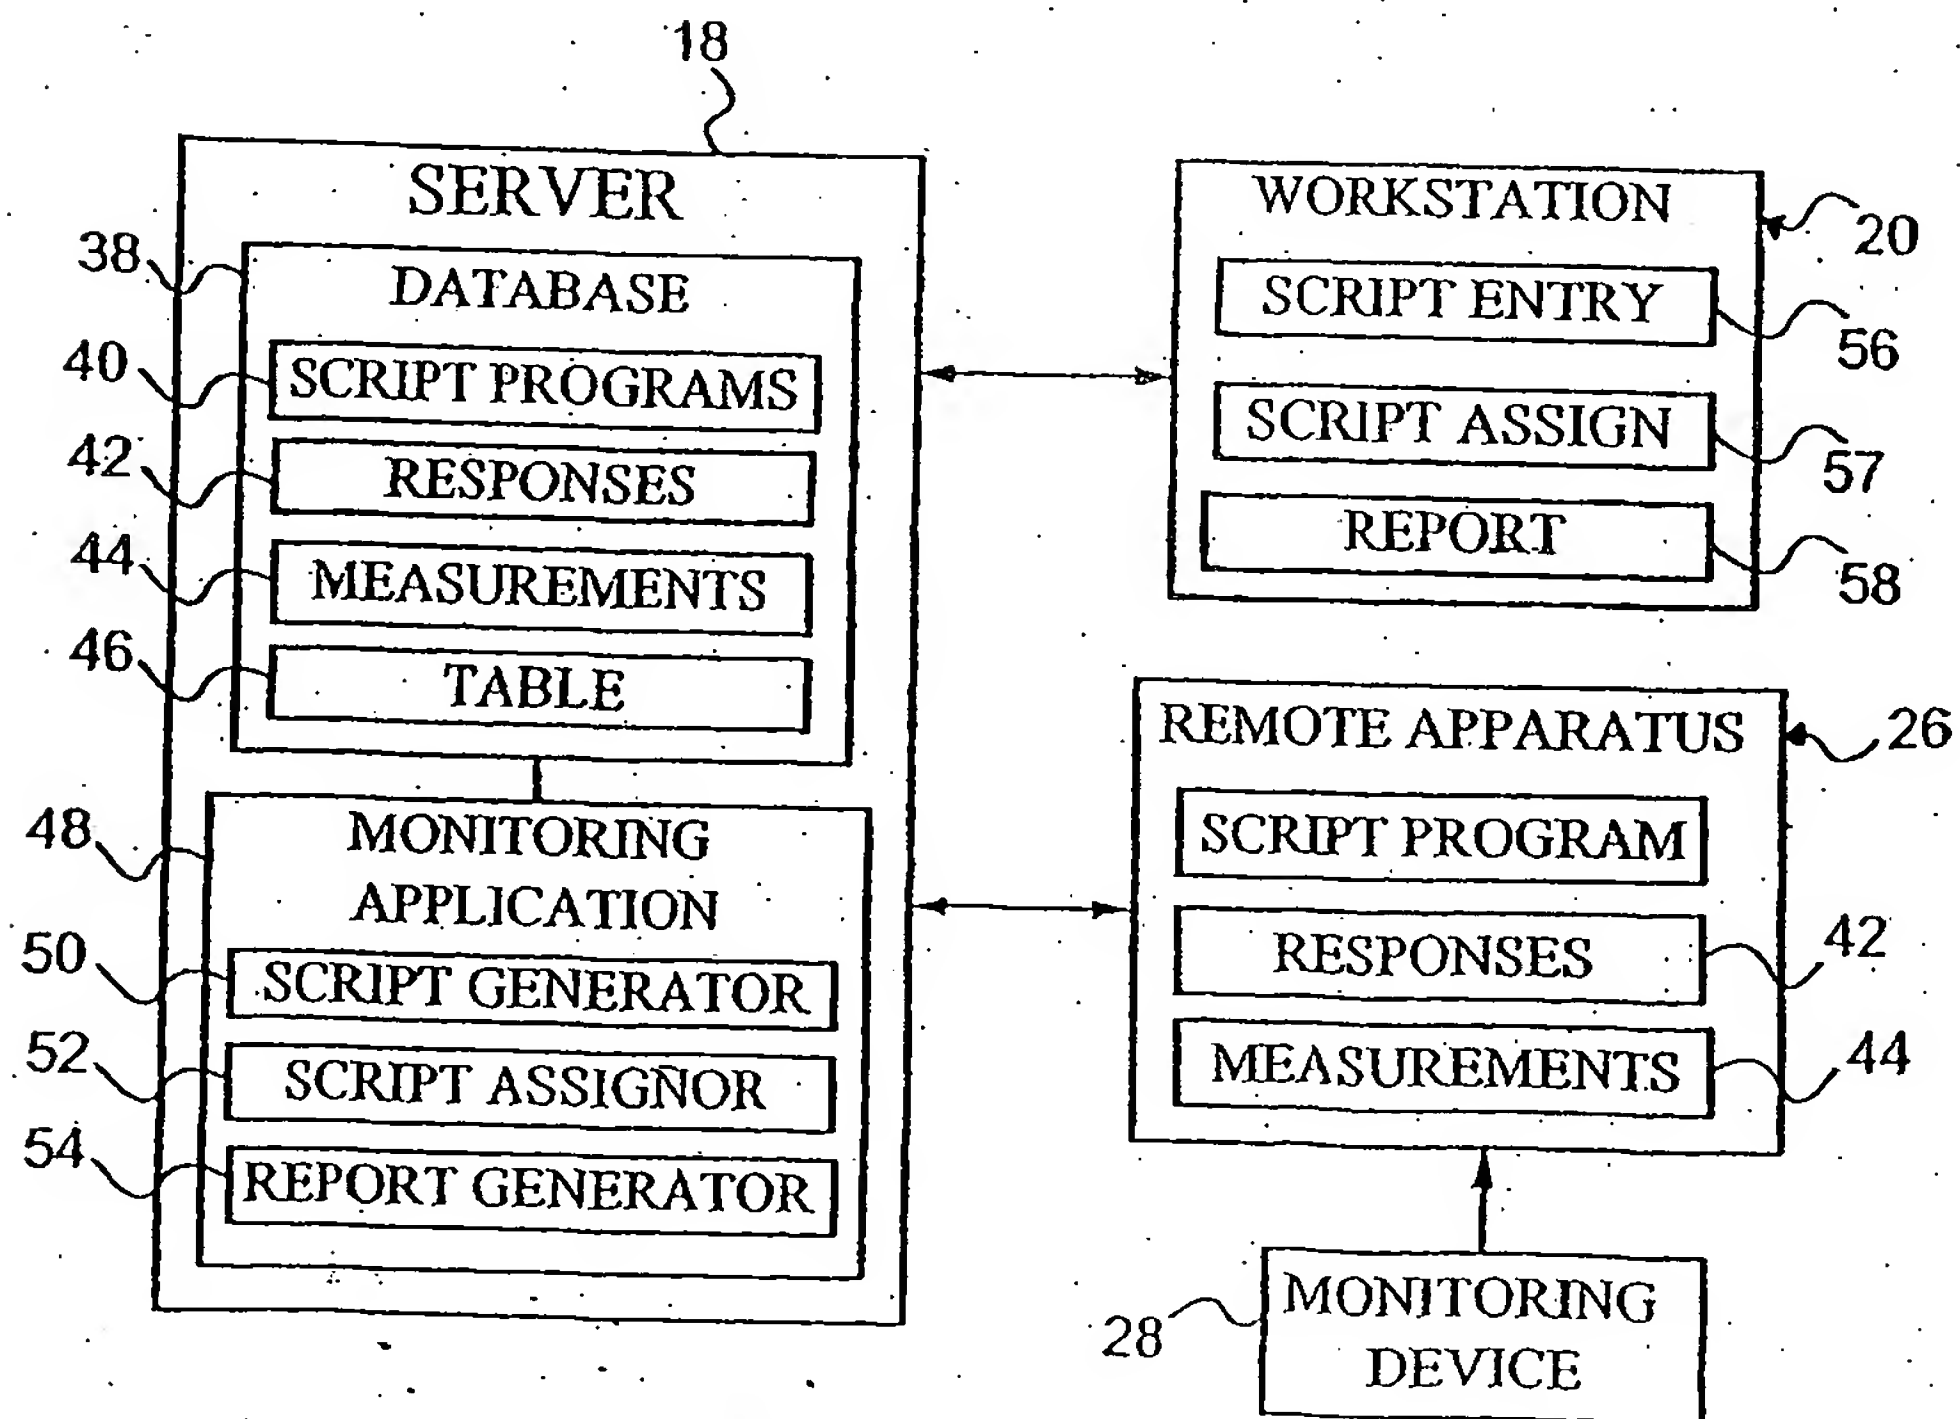 18
SERVER
38
DATABASE
40
SCRIPT PROGRAMS
42
RESPONSES
44
MEASUREMENTS
46
TABLE
48
MONITORING
APPLICATION
50
SCRIPT GENERATOR
52
SCRIPT ASSIGNOR
54
REPORT GENERATOR
WORKSTATION
20
SCRIPT ENTRY
56
SCRIPT ASSIGN
57
REPORT
58
REMOTE APPARATUS
26
SCRIPT PROGRAM
RESPONSES
42
MEASUREMENTS
44
28
MONITORING
DEVICE